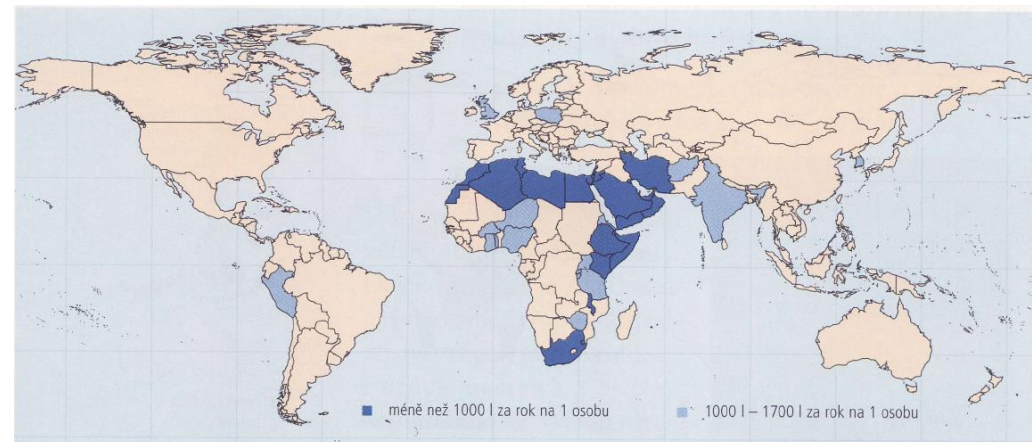 méně než 1000 l za rok na 1 osobu
1000 l – 1700 l za rok na 1 osobu